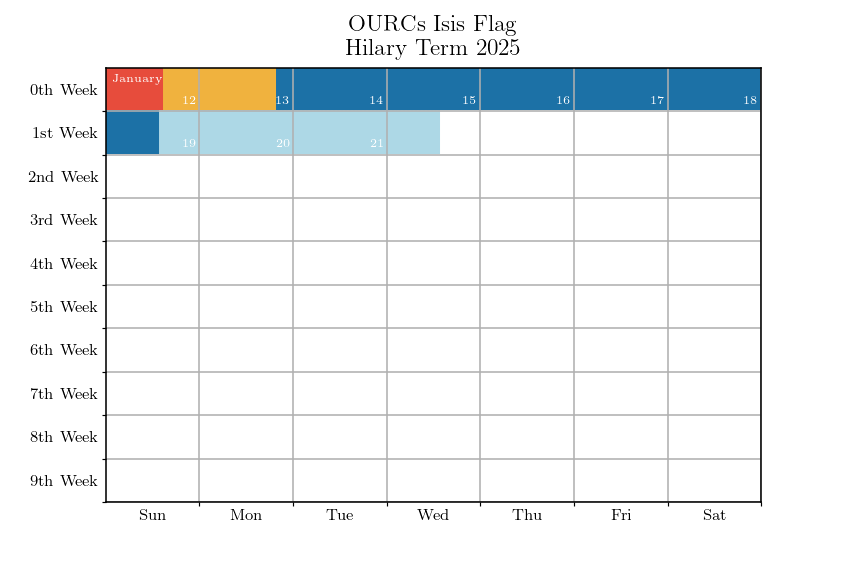 OURCs Isis Flag
Hilary Term 2025
0th Week
January
12 13 14 15 16 17 18
1st Week
19 20 21
2nd Week
3rd Week
4th Week
5th Week
6th Week
7th Week
8th Week
9th Week
Sun Mon Tue Wed Thu Fri Sat